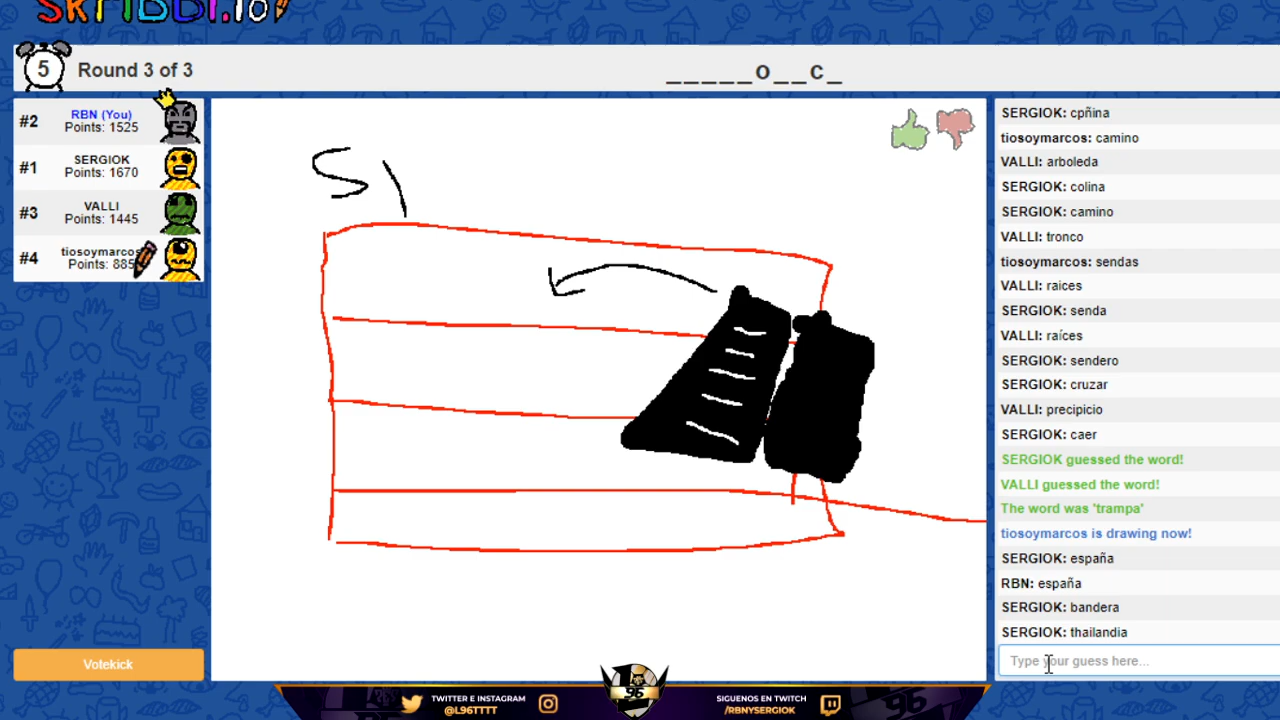 skribbl.io
5
Round 3 of 3
_____o__c_
#2
RBN (You)
Points: 1525
#1
SERGIOK
Points: 1670
#3
VALLI
Points: 1445
#4
tiosoymarcos
Points: 885
Votekick
SI
SERGIOK: cpñina
tiosoymarcos: camino
VALLI: arboleda
SERGIOK: colina
SERGIOK: camino
VALLI: tronco
tiosoymarcos: sendas
VALLI: raices
SERGIOK: senda
VALLI: raíces
SERGIOK: sendero
SERGIOK: cruzar
VALLI: precipicio
SERGIOK: caer
SERGIOK guessed the word!
VALLI guessed the word!
The word was 'trampa'
tiosoymarcos is drawing now!
SERGIOK: españa
RBN: españa
SERGIOK: bandera
SERGIOK: thailandia
Type your guess here...
TWITTER E INSTAGRAM
@L96TTTT
96
SIGUENOS EN TWITCH
/RBNYSERGIOK